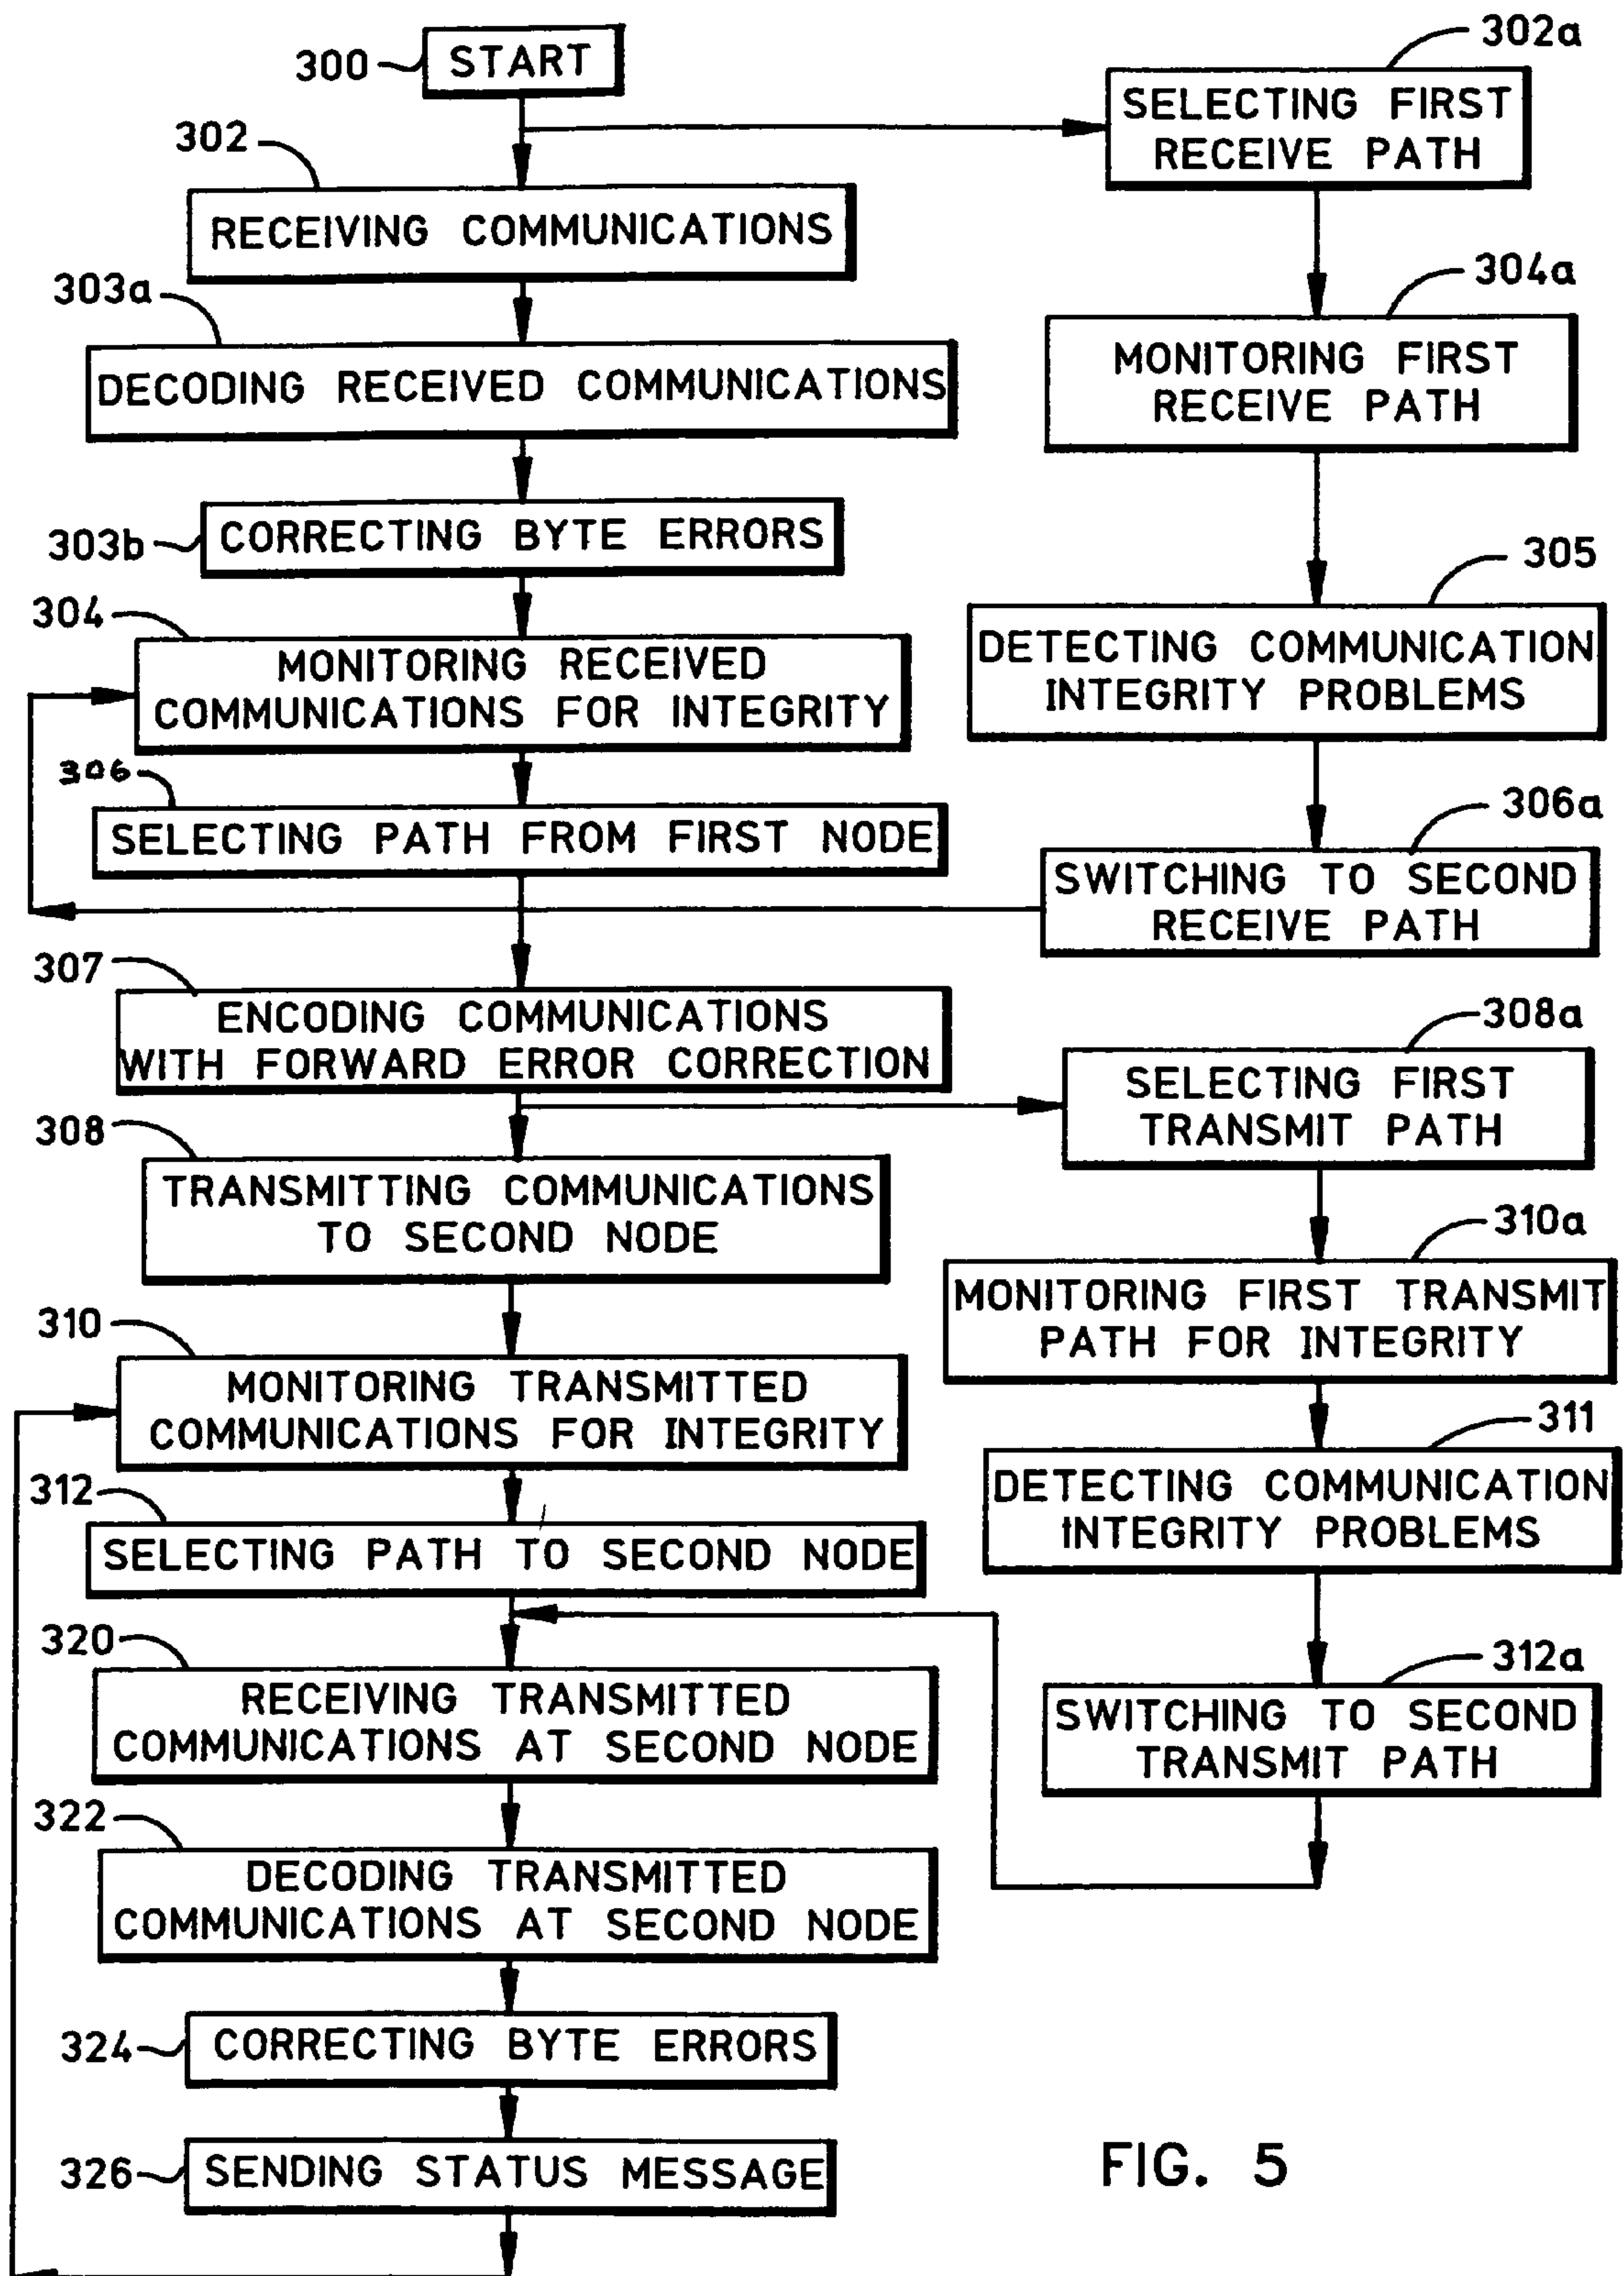 300
START
302a
SELECTING FIRST
RECEIVE PATH
302
RECEIVING COMMUNICATIONS
304a
MONITORING FIRST
RECEIVE PATH
303a
DECODING RECEIVED COMMUNICATIONS
303b
CORRECTING BYTE ERRORS
305
DETECTING COMMUNICATION
INTEGRITY PROBLEMS
304
MONITORING RECEIVED
COMMUNICATIONS FOR INTEGRITY
306
SELECTING PATH FROM FIRST NODE
306a
SWITCHING TO SECOND
RECEIVE PATH
307
ENCODING COMMUNICATIONS
WITH FORWARD ERROR CORRECTION
308a
SELECTING FIRST
TRANSMIT PATH
308
TRANSMITTING COMMUNICATIONS
TO SECOND NODE
310a
MONITORING FIRST TRANSMIT
PATH FOR INTEGRITY
310
MONITORING TRANSMITTED
COMMUNICATIONS FOR INTEGRITY
311
DETECTING COMMUNICATION
INTEGRITY PROBLEMS
312
SELECTING PATH TO SECOND NODE
312a
SWITCHING TO SECOND
TRANSMIT PATH
320
RECEIVING TRANSMITTED
COMMUNICATIONS AT SECOND NODE
322
DECODING TRANSMITTED
COMMUNICATIONS AT SECOND NODE
324
CORRECTING BYTE ERRORS
326
SENDING STATUS MESSAGE
FIG. 5